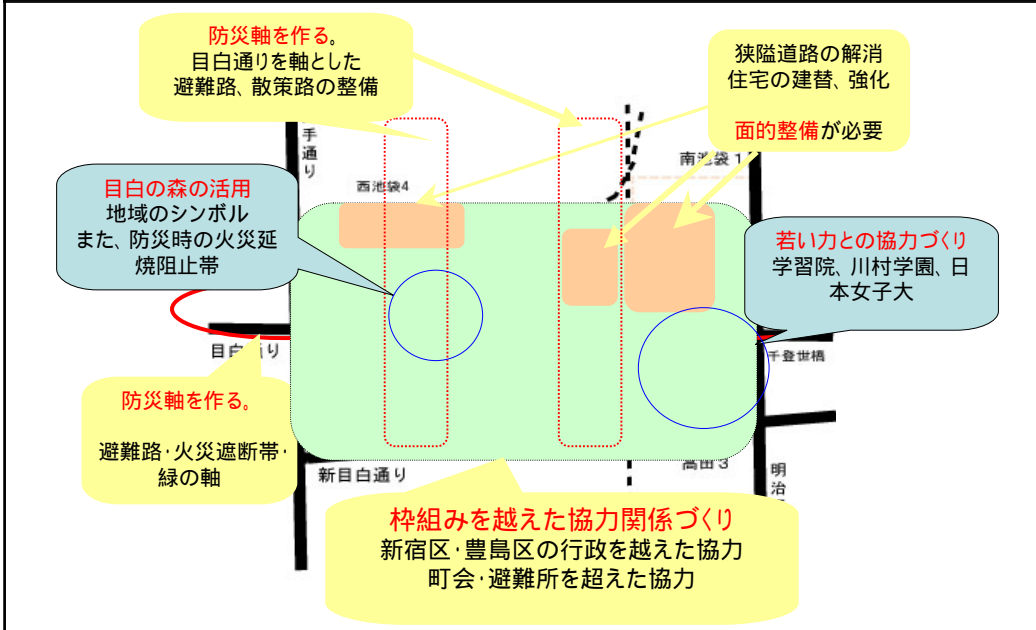 防災軸を作る。
目白通りを軸とした
避難路、散策路の整備
狭隘道路の解消
住宅の建替、強化
面的整備が必要
手通り
西池袋4
南池袋1
目白の森の活用
地域のシンボル
また、防災時の火災延
焼阻止帯
若い力との協力づくり
学習院、川村学園、日
本女子大
目白通り
千登世橋
防災軸を作る。
避難路・火災遮断帯・
緑の軸
新目白通り
高田3
明治
枠組みを越えた協力関係づくり
新宿区・豊島区の行政を越えた協力
町会・避難所を超えた協力